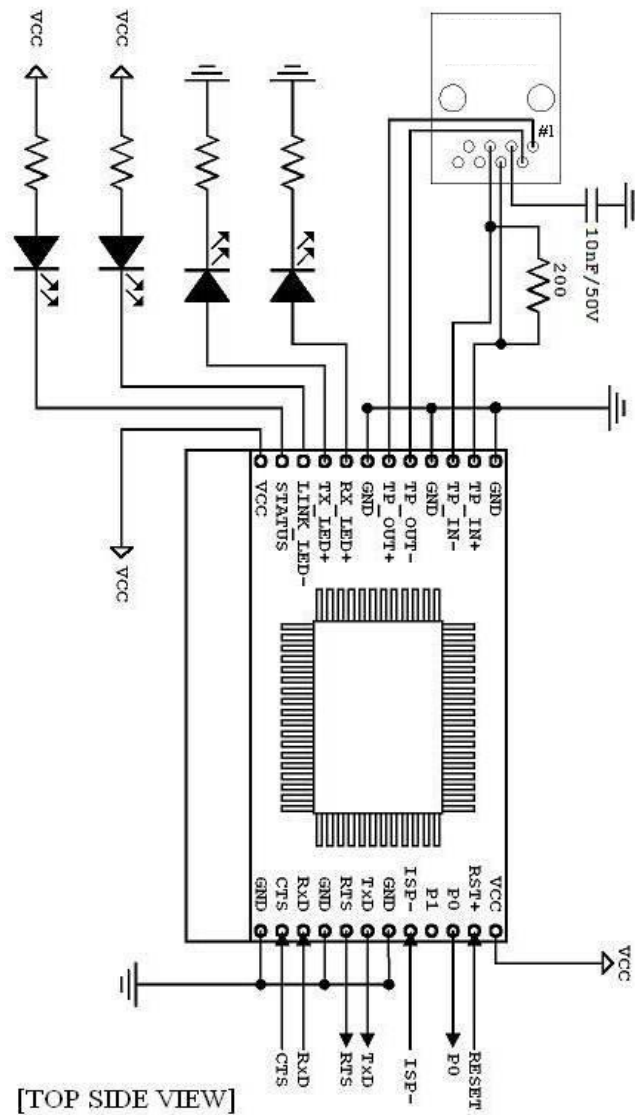 VCC
VCC
#1
10nF/50V
200
VCC
STATUS
LINK_LED-
TX_LED+
RX_LED+
GND
TP_OUT+
TP_OUT-
GND
TP_IN-
TP_IN+
GND
VCC
GND
CTS
RxD
GND
RTS
TxD
GND
ISP-
P1
P0
RST+
VCC
VCC
CTS
RxD
RTS
TxD
ISP-
P0
RESET
[TOP SIDE VIEW]